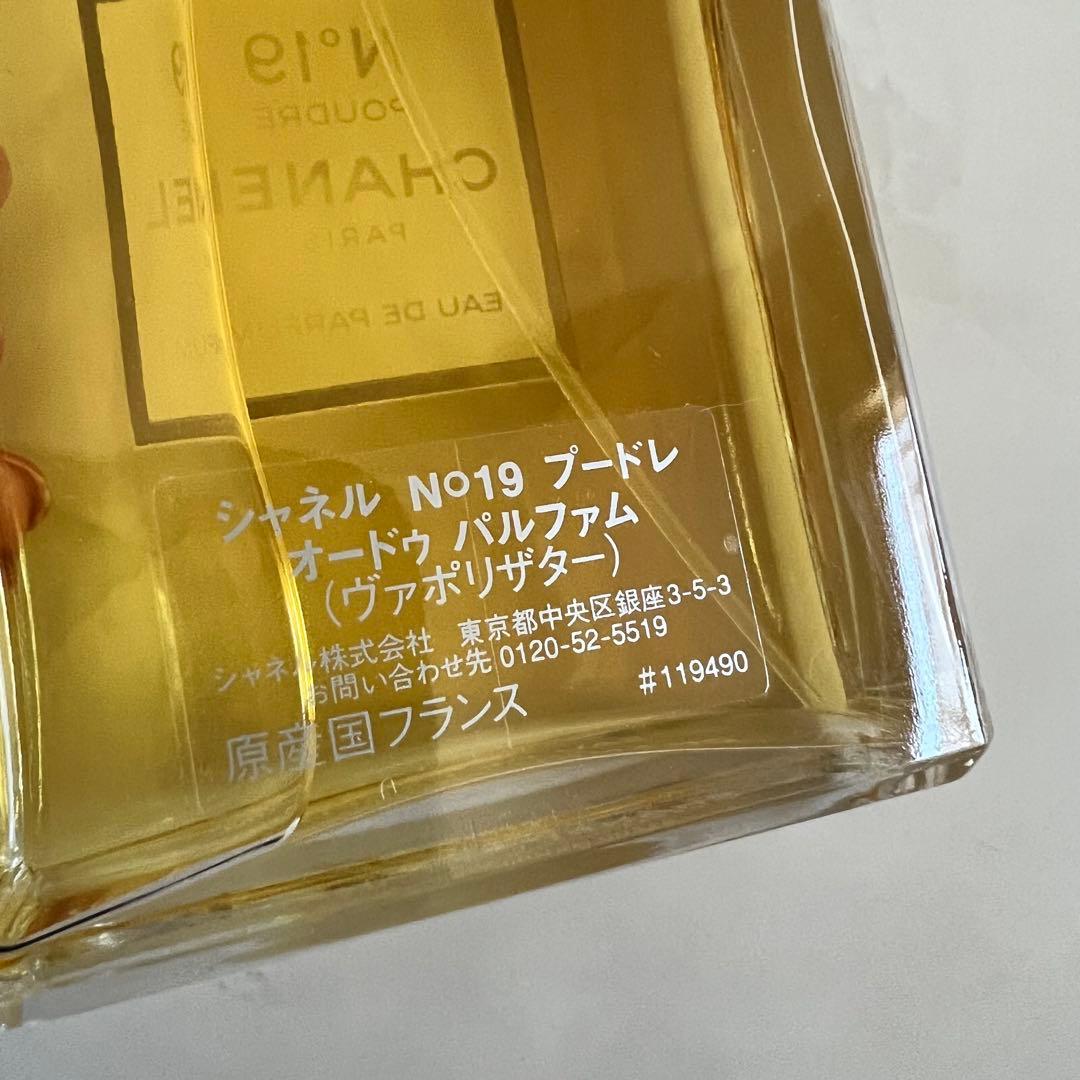 N°19
POUDRE
CHANEL
PARIS
EAU DE PARFUM
シャネル N°19 プードレ
オードゥ パルファム
(ヴァポリザター)
シャネル株式会社 東京都中央区銀座3-5-3
お問い合わせ先 0120-52-5519
#119490
原産国フランス